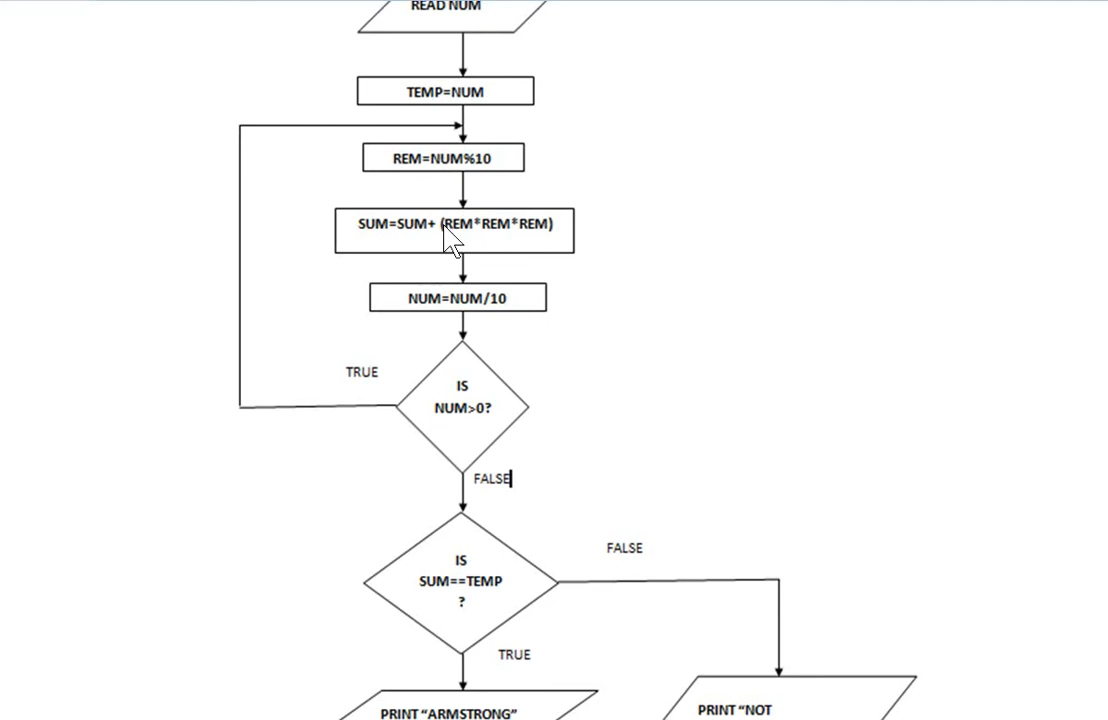 READ NUM
TEMP=NUM
REM=NUM%10
SUM=SUM+ (REM*REM*REM)
NUM=NUM/10
TRUE
IS
NUM>0?
FALSE
IS
SUM==TEMP
?
FALSE
TRUE
PRINT “ARMSTRONG”
PRINT “NOT